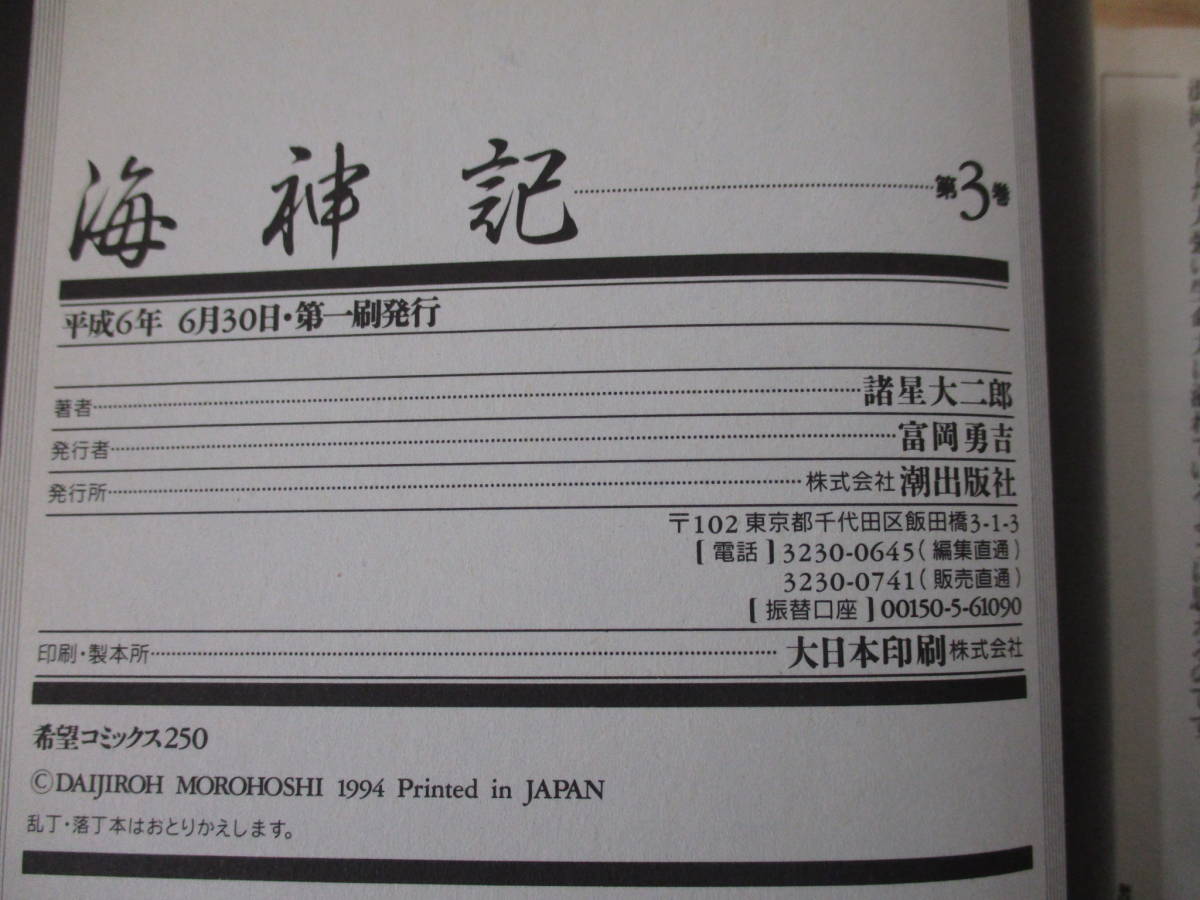 海神記……第3巻
平成6年 6月30日・第一刷発行
著者……諸星大二郎
発行者……富岡勇吉
発行所……株式会社 潮出版社
〒102 東京都千代田区飯田橋3-1-3
[電話] 3230-0645(編集直通)
3230-0741(販売直通)
[振替口座] 00150-5-61090
印刷・製本所……大日本印刷株式会社
希望コミックス250
©DAIJIROH MOROHOSHI 1994 Printed in JAPAN
乱丁・落丁本はおとりかえします。